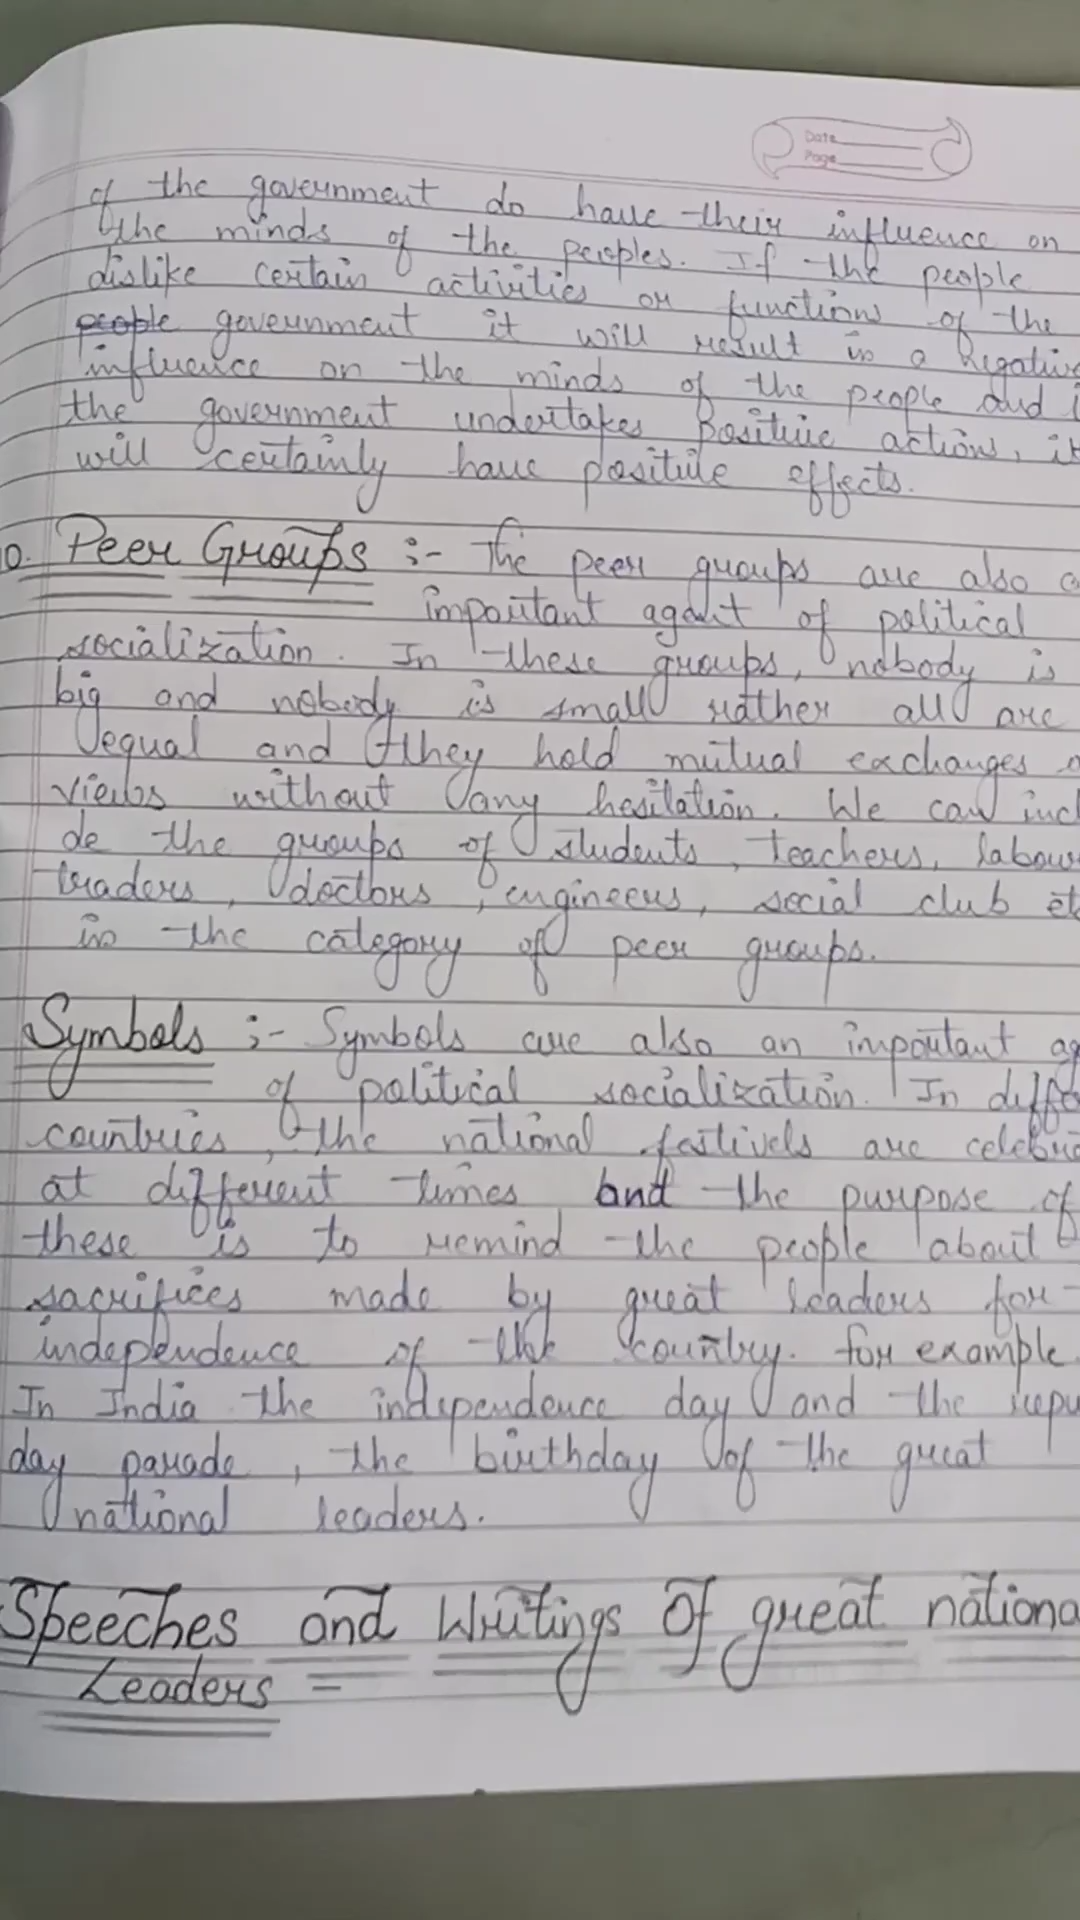 Date
Page
of the government do have their influence on
the minds of the peoples. If the people
dislike certain activities or functions of the
people government it will result in a Negative
influence on the minds of the people and i
the government undertakes Positive actions, it
will certainly have positive effects.
0. Peer Groups :- The peer groups are also a
important agent of political
socialization. In these groups, nobody is
big and nobody is small rather all are
equal and they hold mutual exchanges o
views without any hesitation. We can incl
de the groups of students, teachers, labou
traders, doctors, engineers, social club et
in the category of peer groups.
Symbols :- Symbols are also an important ag
of political socialization. In diffe
countries, the national festivels are celebra
at different times and the purpose of
these is to remind the people about
sacrifices made by great leaders for
independence of the country. for example
In India the independence day and the repu
day parade, the birthday of the great
national leaders.
Speeches and Writings Of great nationa
Leaders =